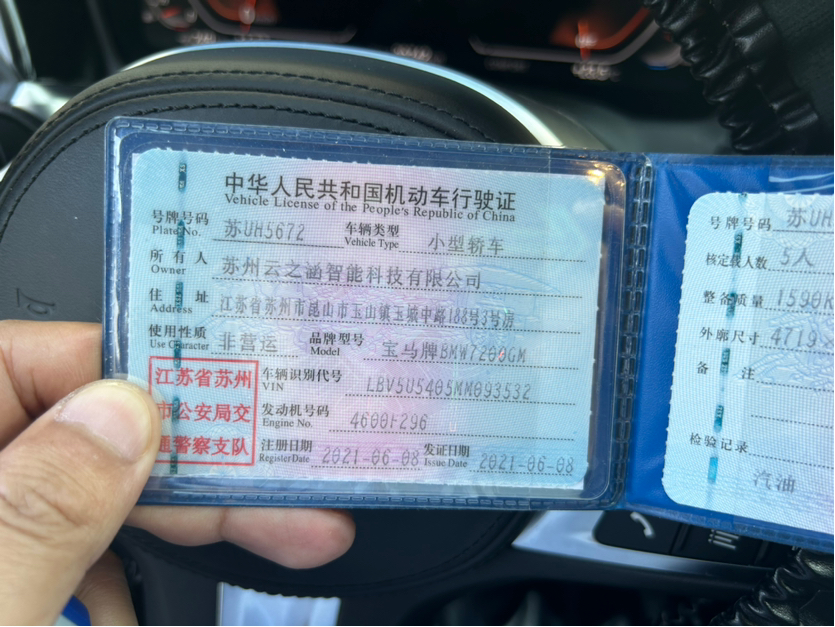 中华人民共和国机动车行驶证
Vehicle License of the People's Republic of China
号牌号码 苏UH5672 车辆类型 小型轿车
Plate No. Vehicle Type
所有人 苏州云之涵智能科技有限公司
Owner
住址 江苏省苏州市昆山市玉山镇玉城中路188号3号房
Address
使用性质 非营运 品牌型号 宝马牌BMW7200GM
Use Character Model
车辆识别代号 LBV5U5405MM093532
VIN
发动机号码 4600F296
Engine No.
注册日期 2021-06-08 发证日期 2021-06-08
Register Date Issue Date
江苏省苏州
市公安局交
通警察支队
号牌号码 苏UH
核定载人数 5人
整备质量 1590
外廓尺寸 4719
备注
检验记录
汽油